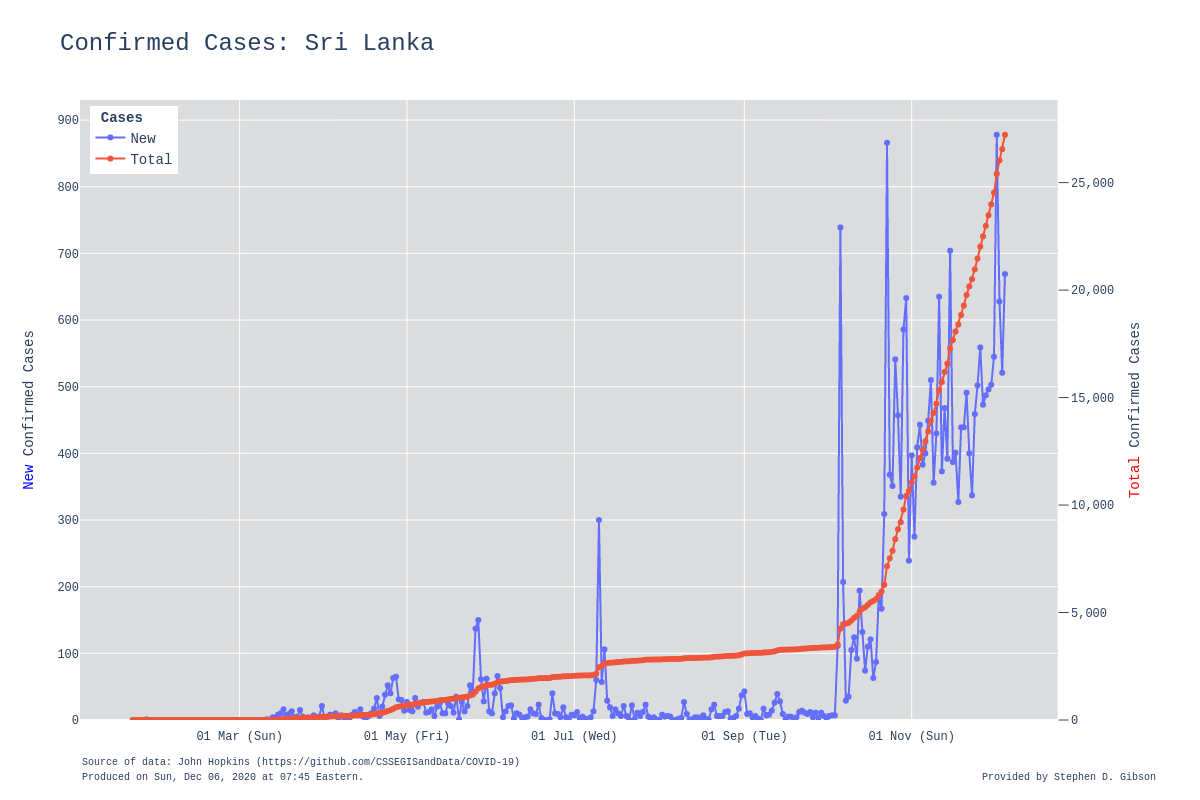 Confirmed Cases: Sri Lanka
Cases
New
Total
900
800
700
600
500
400
300
200
100
0
25,000
20,000
15,000
10,000
5,000
0
New Confirmed Cases
Total Confirmed Cases
01 Mar (Sun)
01 May (Fri)
01 Jul (Wed)
01 Sep (Tue)
01 Nov (Sun)
Source of data: John Hopkins (https://github.com/CSSEGISandData/COVID-19)
Produced on Sun, Dec 06, 2020 at 07:45 Eastern.
Provided by Stephen D. Gibson